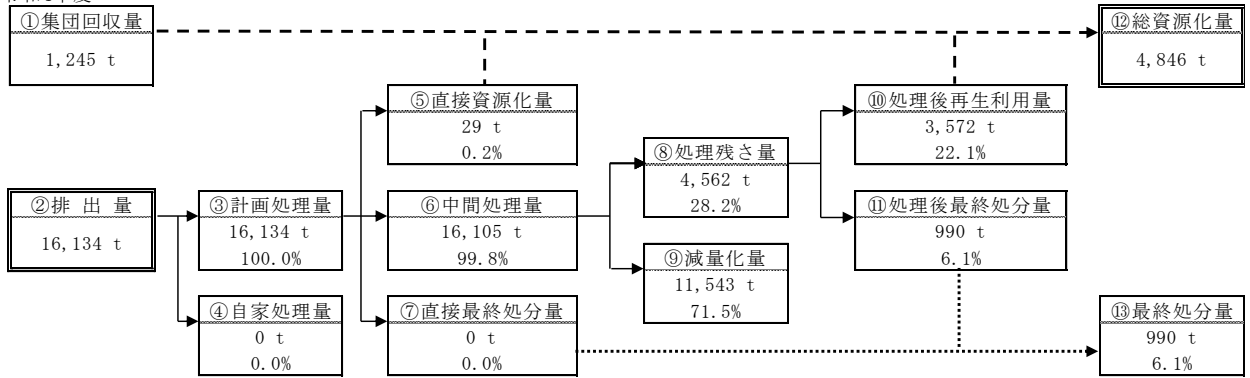 ①集団回収量
1,245 t
⑫総資源化量
4,846 t
⑤直接資源化量
29 t
0.2%
⑩処理後再生利用量
3,572 t
22.1%
⑧処理残さ量
4,562 t
28.2%
②排 出 量
16,134 t
③計画処理量
16,134 t
100.0%
⑥中間処理量
16,105 t
99.8%
⑪処理後最終処分量
990 t
6.1%
⑨減量化量
11,543 t
71.5%
④自家処理量
0 t
0.0%
⑦直接最終処分量
0 t
0.0%
⑬最終処分量
990 t
6.1%